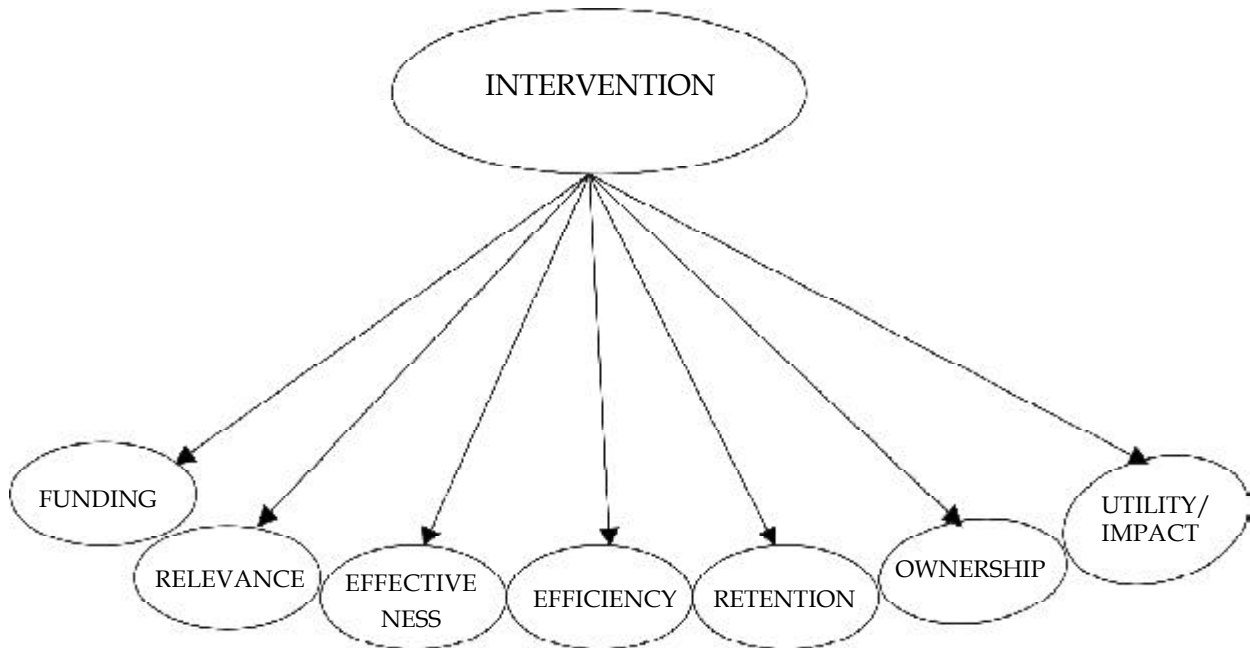 INTERVENTION
FUNDING
RELEVANCE
EFFECTIVE
NESS
EFFICIENCY
RETENTION
OWNERSHIP
UTILITY/
IMPACT